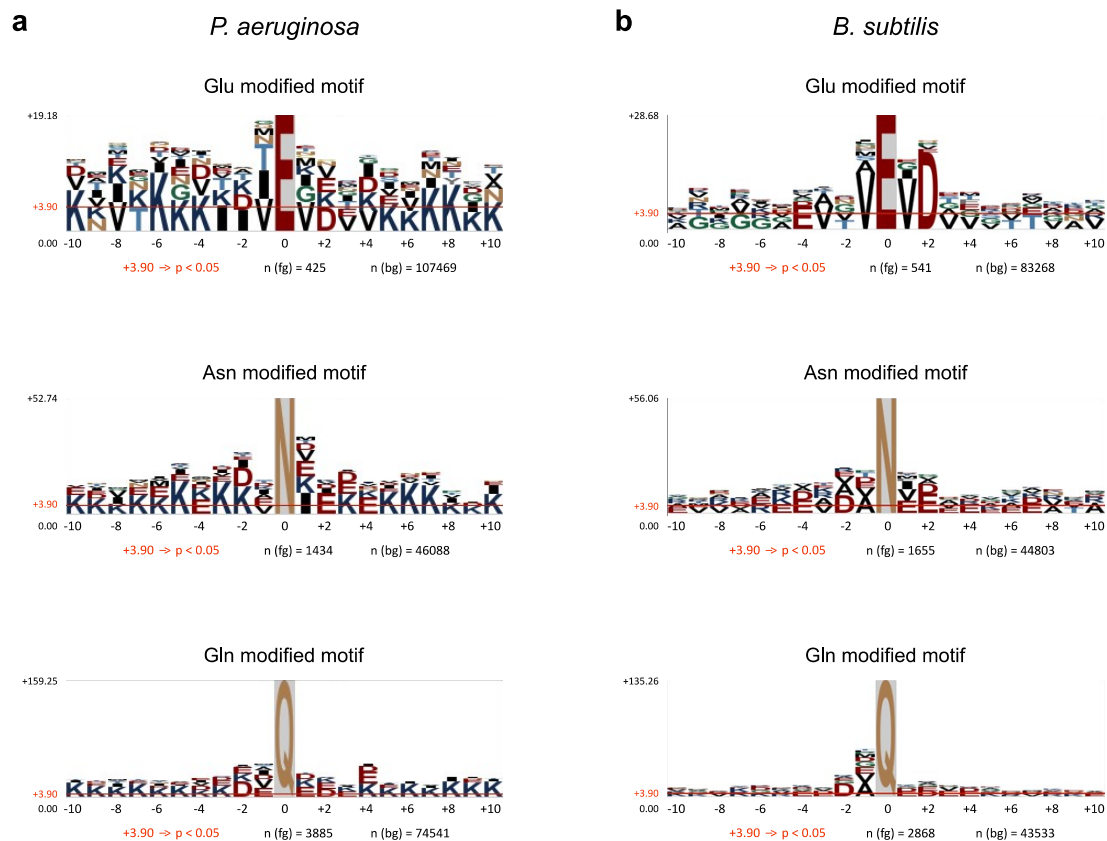 a
P. aeruginosa
Glu modified motif
+19.18
+3.90
0.00
-10 -8 -6 -4 -2 0 +2 +4 +6 +8 +10
+3.90 -> p < 0.05 n (fg) = 425 n (bg) = 107469
Asn modified motif
+52.74
+3.90
0.00
-10 -8 -6 -4 -2 0 +2 +4 +6 +8 +10
+3.90 -> p < 0.05 n (fg) = 1434 n (bg) = 46088
Gln modified motif
+159.25
+3.90
0.00
-10 -8 -6 -4 -2 0 +2 +4 +6 +8 +10
+3.90 -> p < 0.05 n (fg) = 3885 n (bg) = 74541
b
B. subtilis
Glu modified motif
+28.68
+3.90
0.00
-10 -8 -6 -4 -2 0 +2 +4 +6 +8 +10
+3.90 -> p < 0.05 n (fg) = 541 n (bg) = 83268
Asn modified motif
+56.06
+3.90
0.00
-10 -8 -6 -4 -2 0 +2 +4 +6 +8 +10
+3.90 -> p < 0.05 n (fg) = 1655 n (bg) = 44803
Gln modified motif
+135.26
+3.90
0.00
-10 -8 -6 -4 -2 0 +2 +4 +6 +8 +10
+3.90 -> p < 0.05 n (fg) = 2868 n (bg) = 43533